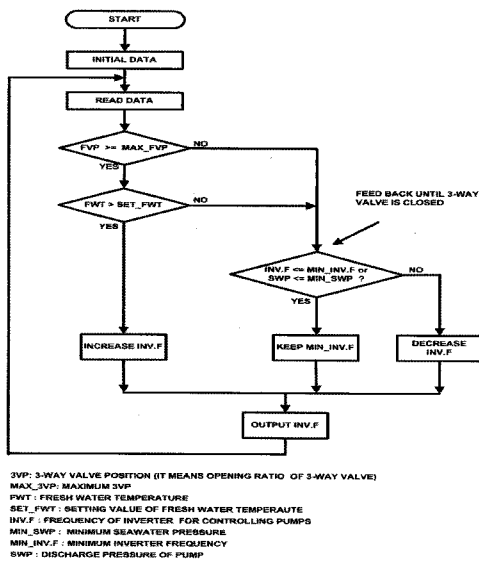 START
INITIAL DATA
READ DATA
FVP >= MAX_FVP
NO
YES
FWT > SET_FWT
NO
YES
FEED BACK UNTIL 3-WAY
VALVE IS CLOSED
INV.F <= MIN_INV.F or
SWP <= MIN_SWP ?
NO
YES
INCREASE INV.F
KEEP MIN_INV.F
DECREASE
INV.F
OUTPUT INV.F
3VP: 3-WAY VALVE POSITION (IT MEANS OPENING RATIO OF 3-WAY VALVE)
MAX_3VP: MAXIMUM 3VP
FWT : FRESH WATER TEMPERATURE
SET_FWT : SETTING VALUE OF FRESH WATER TEMPERAUTE
INV.F : FREQUENCY OF INVERTER FOR CONTROLLING PUMPS
MIN_SWP : MINIMUM SEAWATER PRESSURE
MIN_INV.F : MINIMUM INVERTER FREQUENCY
SWP : DISCHARGE PRESSURE OF PUMP